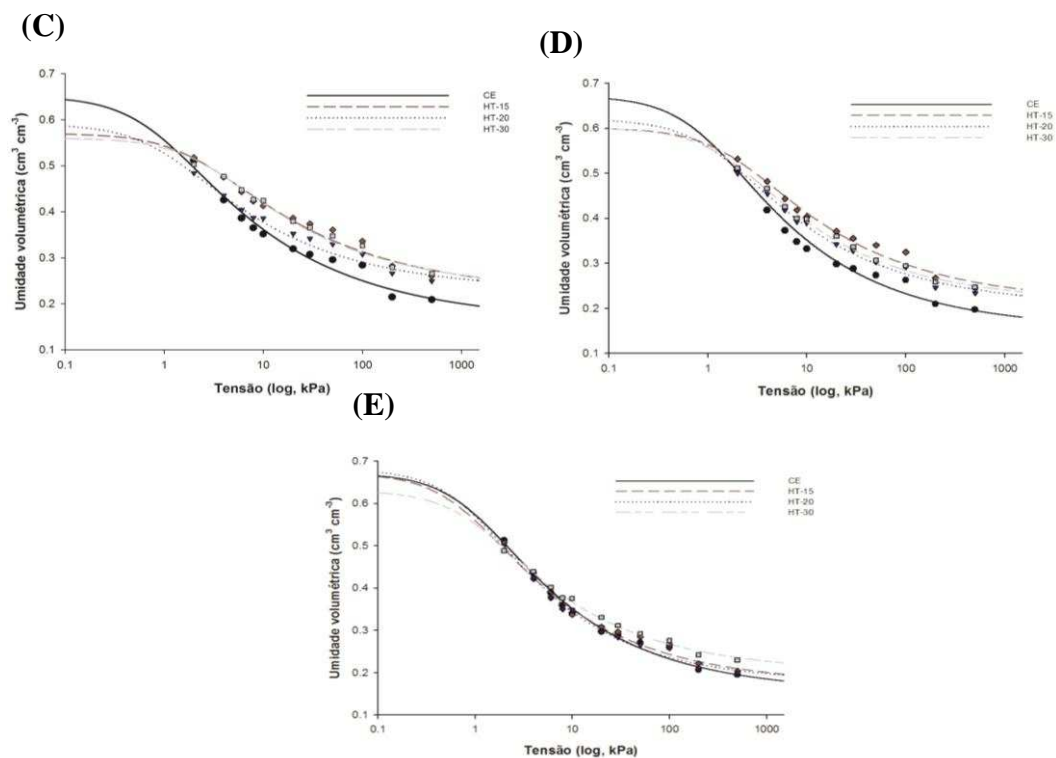 (C)
0.7
0.6
0.5
0.4
0.3
0.2
0.1
Umidade volumétrica (cm³ cm⁻³)
CE
HT-15
HT-20
HT-30
0.1 1 10 100 1000
Tensão (log, kPa)
(D)
0.7
0.6
0.5
0.4
0.3
0.2
0.1
Umidade volumétrica (cm³ cm⁻³)
CE
HT-15
HT-20
HT-30
0.1 1 10 100 1000
Tensão (log, kPa)
(E)
0.7
0.6
0.5
0.4
0.3
0.2
0.1
Umidade volumétrica (cm³ cm⁻³)
CE
HT-15
HT-20
HT-30
0.1 1 10 100 1000
Tensão (log, kPa)